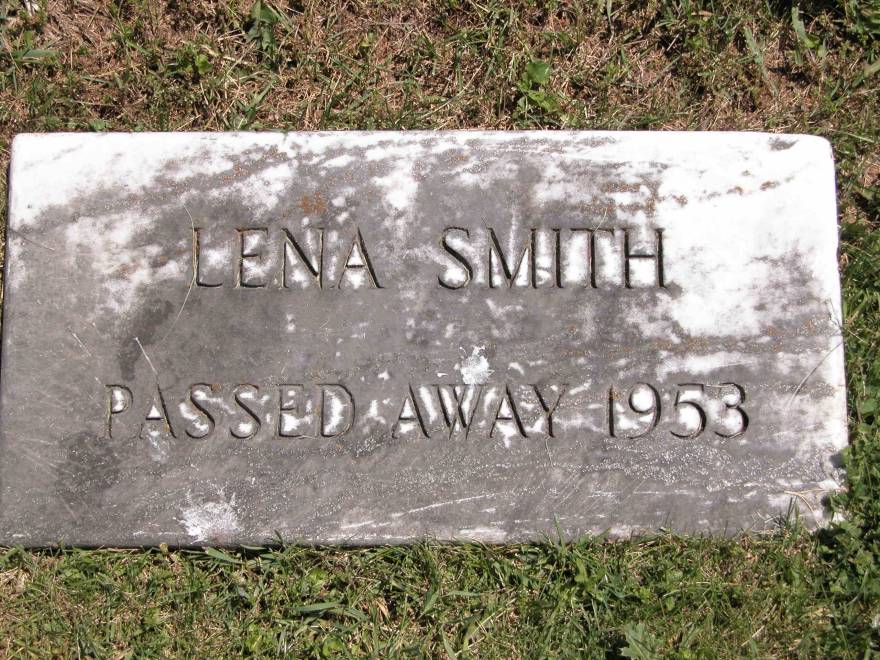 LENA SMITH
PASSED AWAY 1953